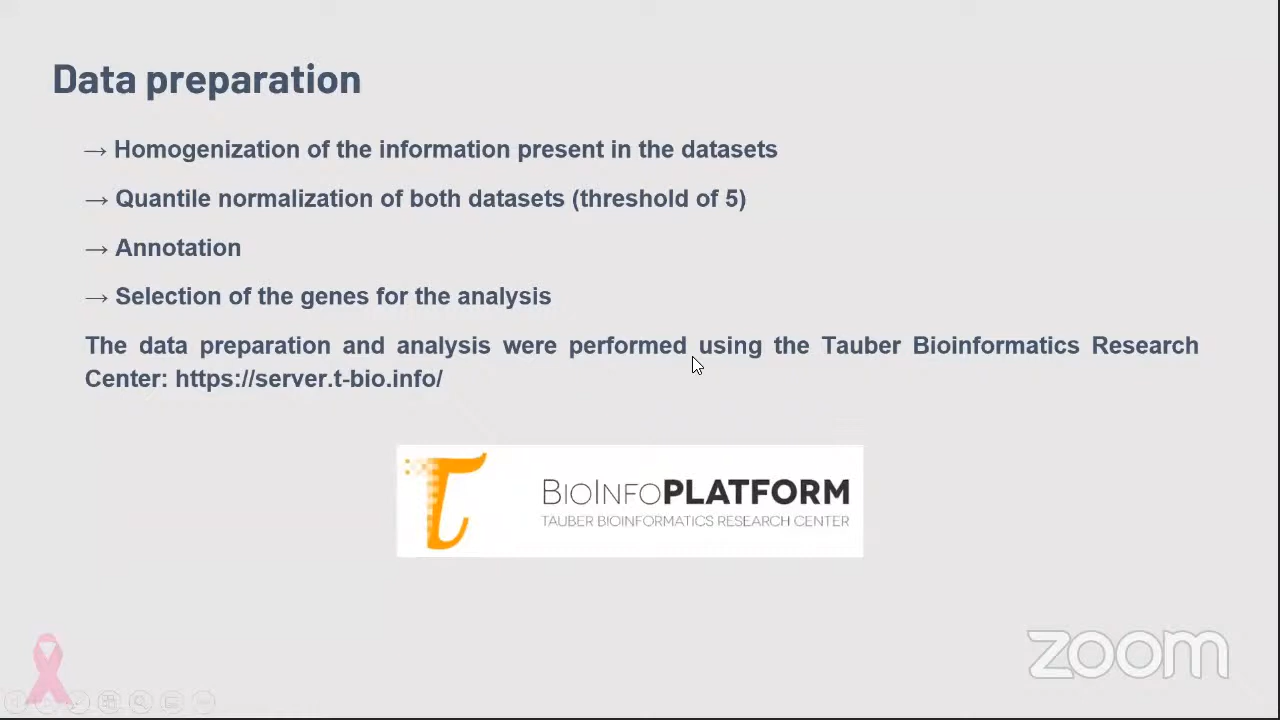 Data preparation
→ Homogenization of the information present in the datasets
→ Quantile normalization of both datasets (threshold of 5)
→ Annotation
→ Selection of the genes for the analysis
The data preparation and analysis were performed using the Tauber Bioinformatics Research
Center: https://server.t-bio.info/
BIOINFOPLATFORM
TAUBER BIOINFORMATICS RESEARCH CENTER
zoom